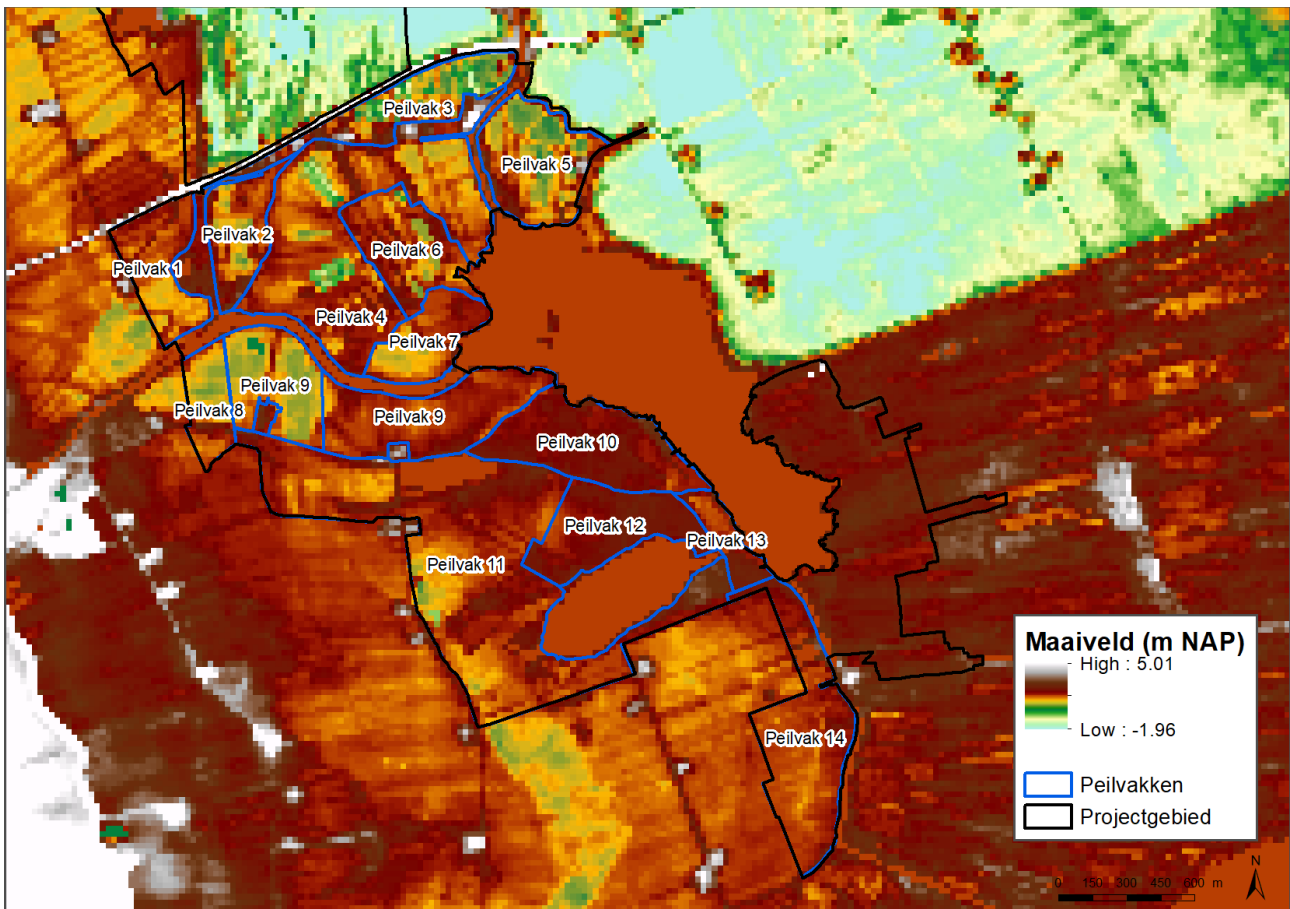 Peilvak 3
Peilvak 5
Peilvak 2
Peilvak 6
Peilvak 1
Peilvak 4
Peilvak 7
Peilvak 9
Peilvak 8
Peilvak 9
Peilvak 10
Peilvak 12
Peilvak 13
Peilvak 11
Peilvak 14
Maaiveld (m NAP)
High : 5.01
Low : -1.96
Peilvakken
Projectgebied
N
0 150 300 450 600 m